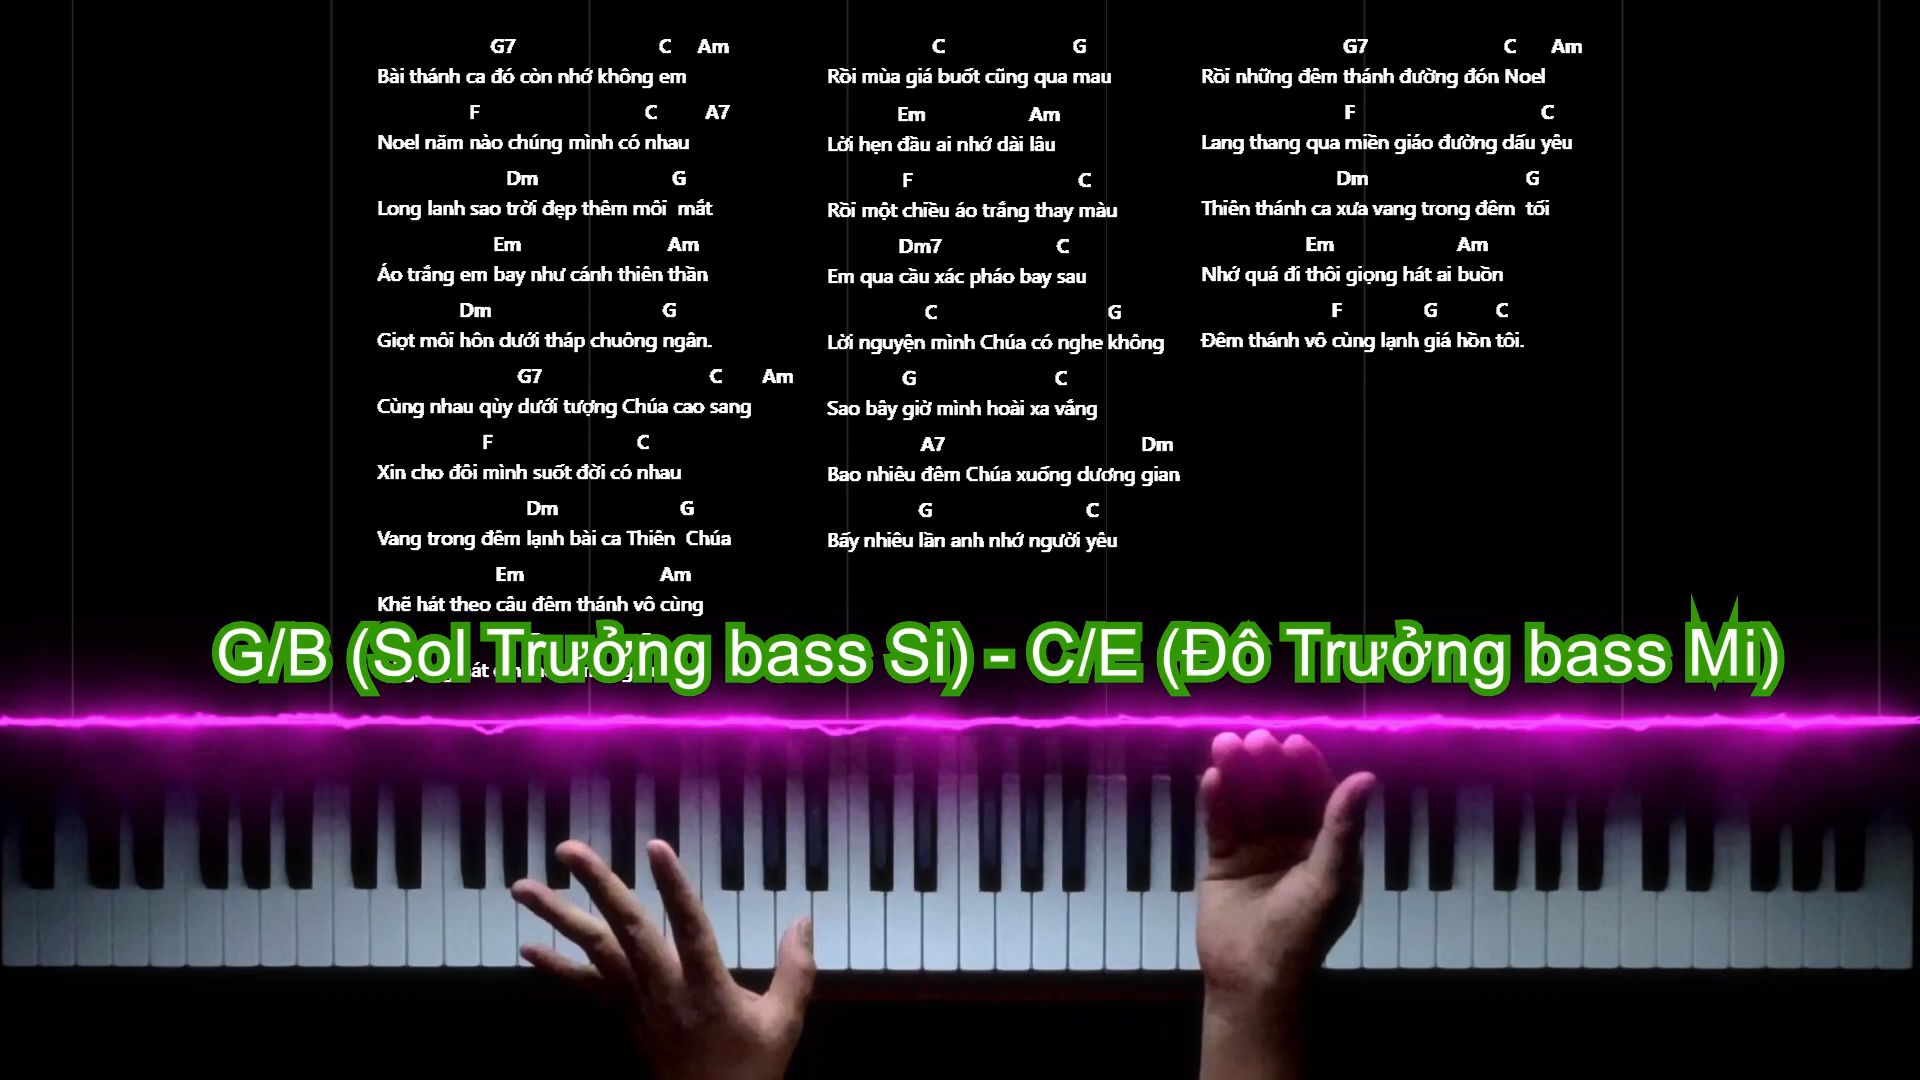 G7 C Am
Bài thánh ca đó còn nhớ không em
F C A7
Noel năm nào chúng mình có nhau
Dm G
Long lanh sao trời đẹp thêm môi mắt
Em Am
Áo trắng em bay như cánh thiên thần
Dm G
Giọt môi hôn dưới tháp chuông ngân.
G7 C Am
Cùng nhau qùy dưới tượng Chúa cao sang
F C
Xin cho đôi mình suốt đời có nhau
Dm G
Vang trong đêm lạnh bài ca Thiên Chúa
Em Am
Khẽ hát theo câu đêm thánh vô cùng
C G
Rồi mùa giá buốt cũng qua mau
Em Am
Lời hẹn đầu ai nhớ dài lâu
F C
Rồi một chiều áo trắng thay màu
Dm7 C
Em qua cầu xác pháo bay sau
C G
Lời nguyện mình Chúa có nghe không
G C
Sao bây giờ mình hoài xa vắng
A7 Dm
Bao nhiêu đêm Chúa xuống dương gian
G C
Bấy nhiêu lần anh nhớ người yêu
G7 C Am
Rồi những đêm thánh đường đón Noel
F C
Lang thang qua miền giáo đường dấu yêu
Dm G
Thiên thánh ca xưa vang trong đêm tối
Em Am
Nhớ quá đi thôi giọng hát ai buồn
F G C
Đêm thánh vô cùng lạnh giá hồn tôi.
G/B (Sol Trưởng bass Si) - C/E (Đô Trưởng bass Mi)